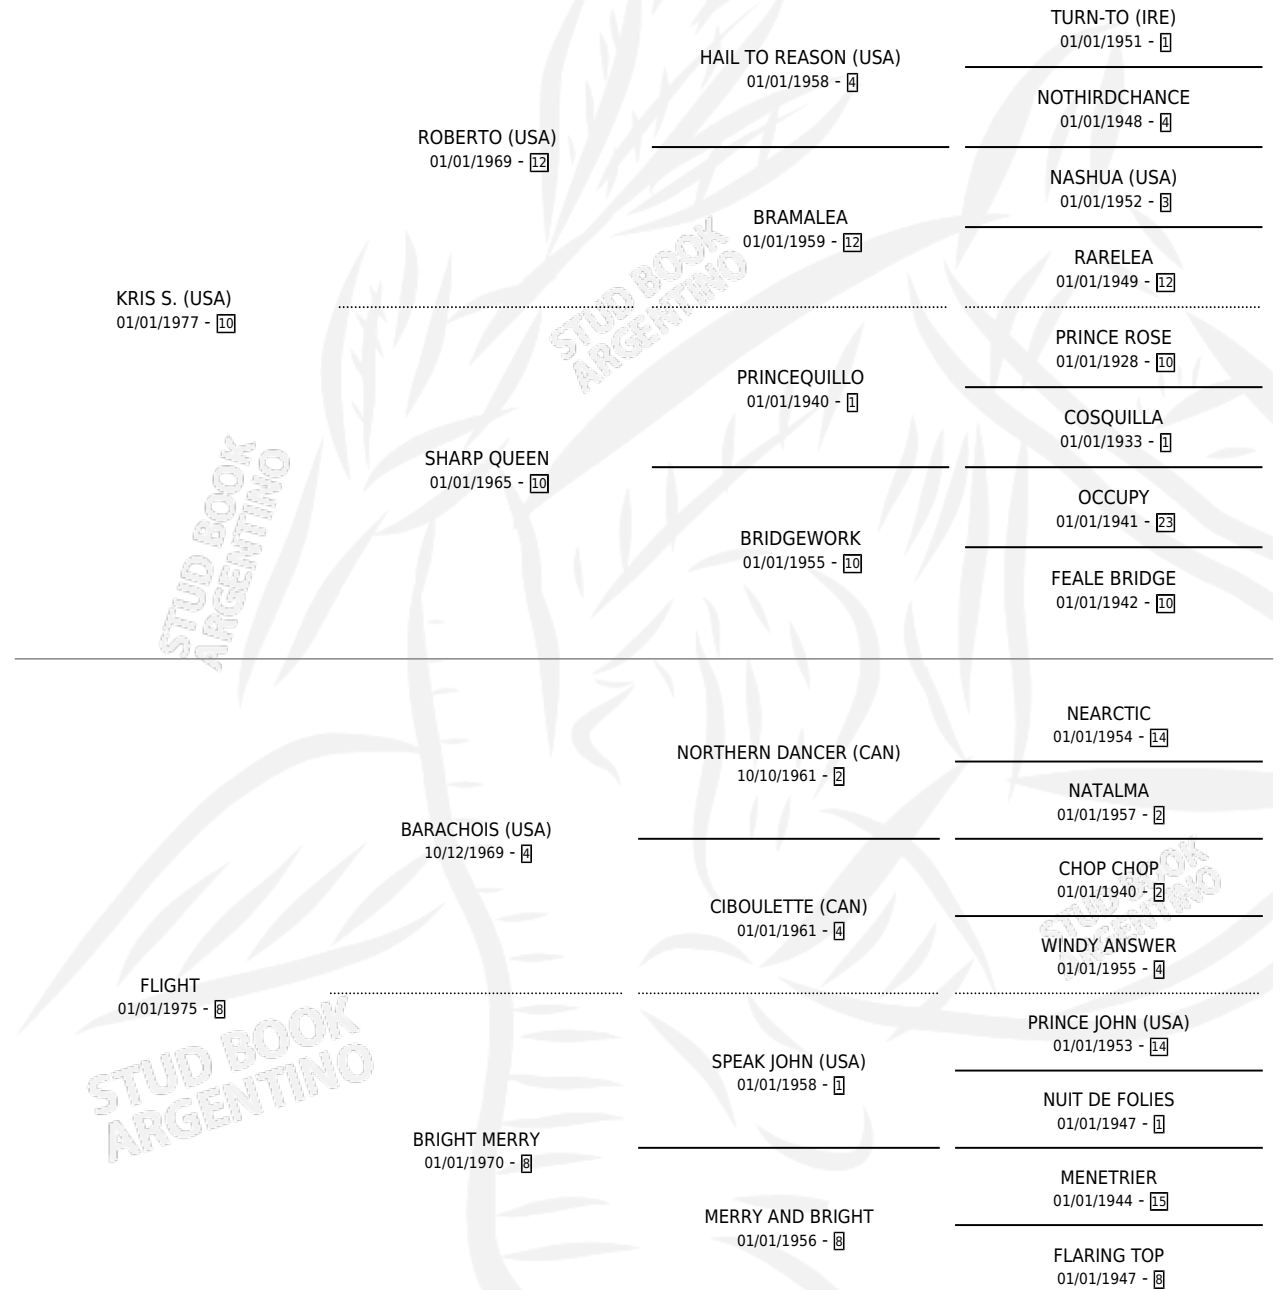 TURN-TO (IRE)
01/01/1951 - 1
HAIL TO REASON (USA)
01/01/1958 - 4
NOTHIRDCHANCE
01/01/1948 - 4
ROBERTO (USA)
01/01/1969 - 12
NASHUA (USA)
01/01/1952 - 3
BRAMALEA
01/01/1959 - 12
RARELEA
01/01/1949 - 12
KRIS S. (USA)
01/01/1977 - 10
STUD BOOK
ARGENTINO
PRINCE ROSE
01/01/1928 - 10
PRINCEQUILLO
01/01/1940 - 1
COSQUILLA
01/01/1933 - 1
SHARP QUEEN
01/01/1965 - 10
OCCUPY
01/01/1941 - 23
BRIDGEWORK
01/01/1955 - 10
FEALE BRIDGE
01/01/1942 - 10
STUD BOOK
ARGENTINO
NEARCTIC
01/01/1954 - 14
NORTHERN DANCER (CAN)
10/10/1961 - 2
NATALMA
01/01/1957 - 2
BARACHOIS (USA)
10/12/1969 - 4
CHOP CHOP
01/01/1940 - 2
CIBOULETTE (CAN)
01/01/1961 - 4
STUD BOOK
ARGENTINO
WINDY ANSWER
01/01/1955 - 4
FLIGHT
01/01/1975 - 8
STUD BOOK
ARGENTINO
PRINCE JOHN (USA)
01/01/1953 - 14
SPEAK JOHN (USA)
01/01/1958 - 1
NUIT DE FOLIES
01/01/1947 - 1
BRIGHT MERRY
01/01/1970 - 8
MENETRIER
01/01/1944 - 15
MERRY AND BRIGHT
01/01/1956 - 8
FLARING TOP
01/01/1947 - 8